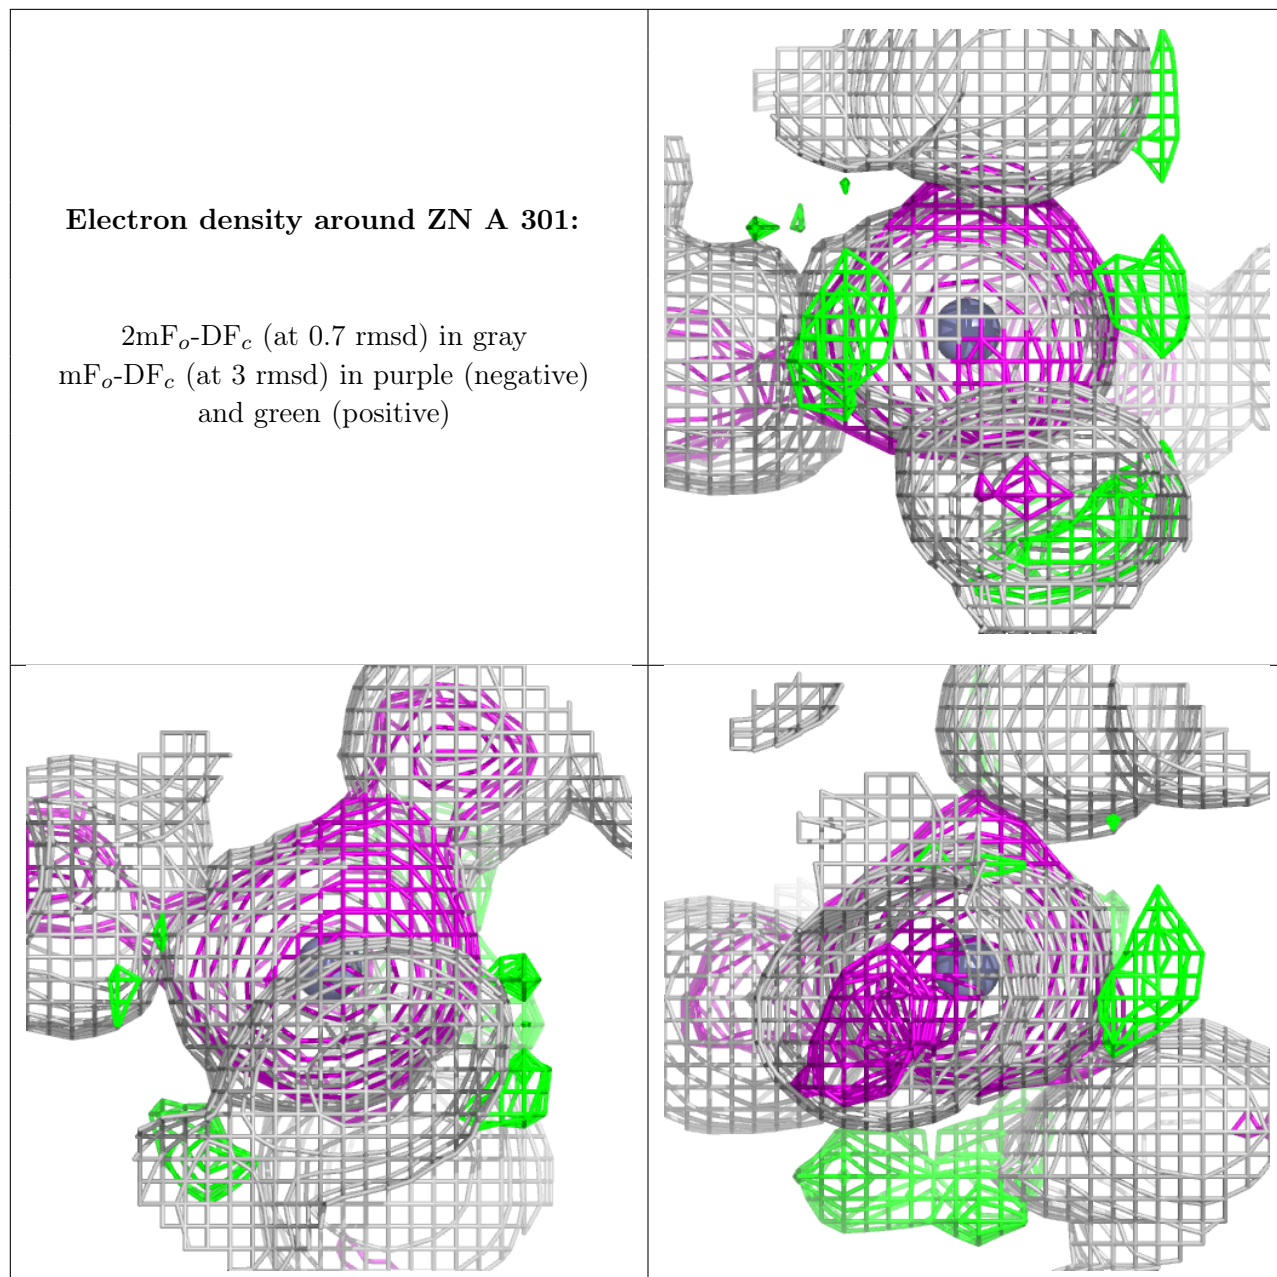 Electron density around ZN A 301:
2mFo-DFc (at 0.7 rmsd) in gray
mFo-DFc (at 3 rmsd) in purple (negative)
and green (positive)